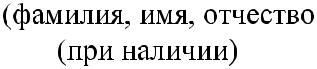 (фамилия, имя, отчество
(при наличии)